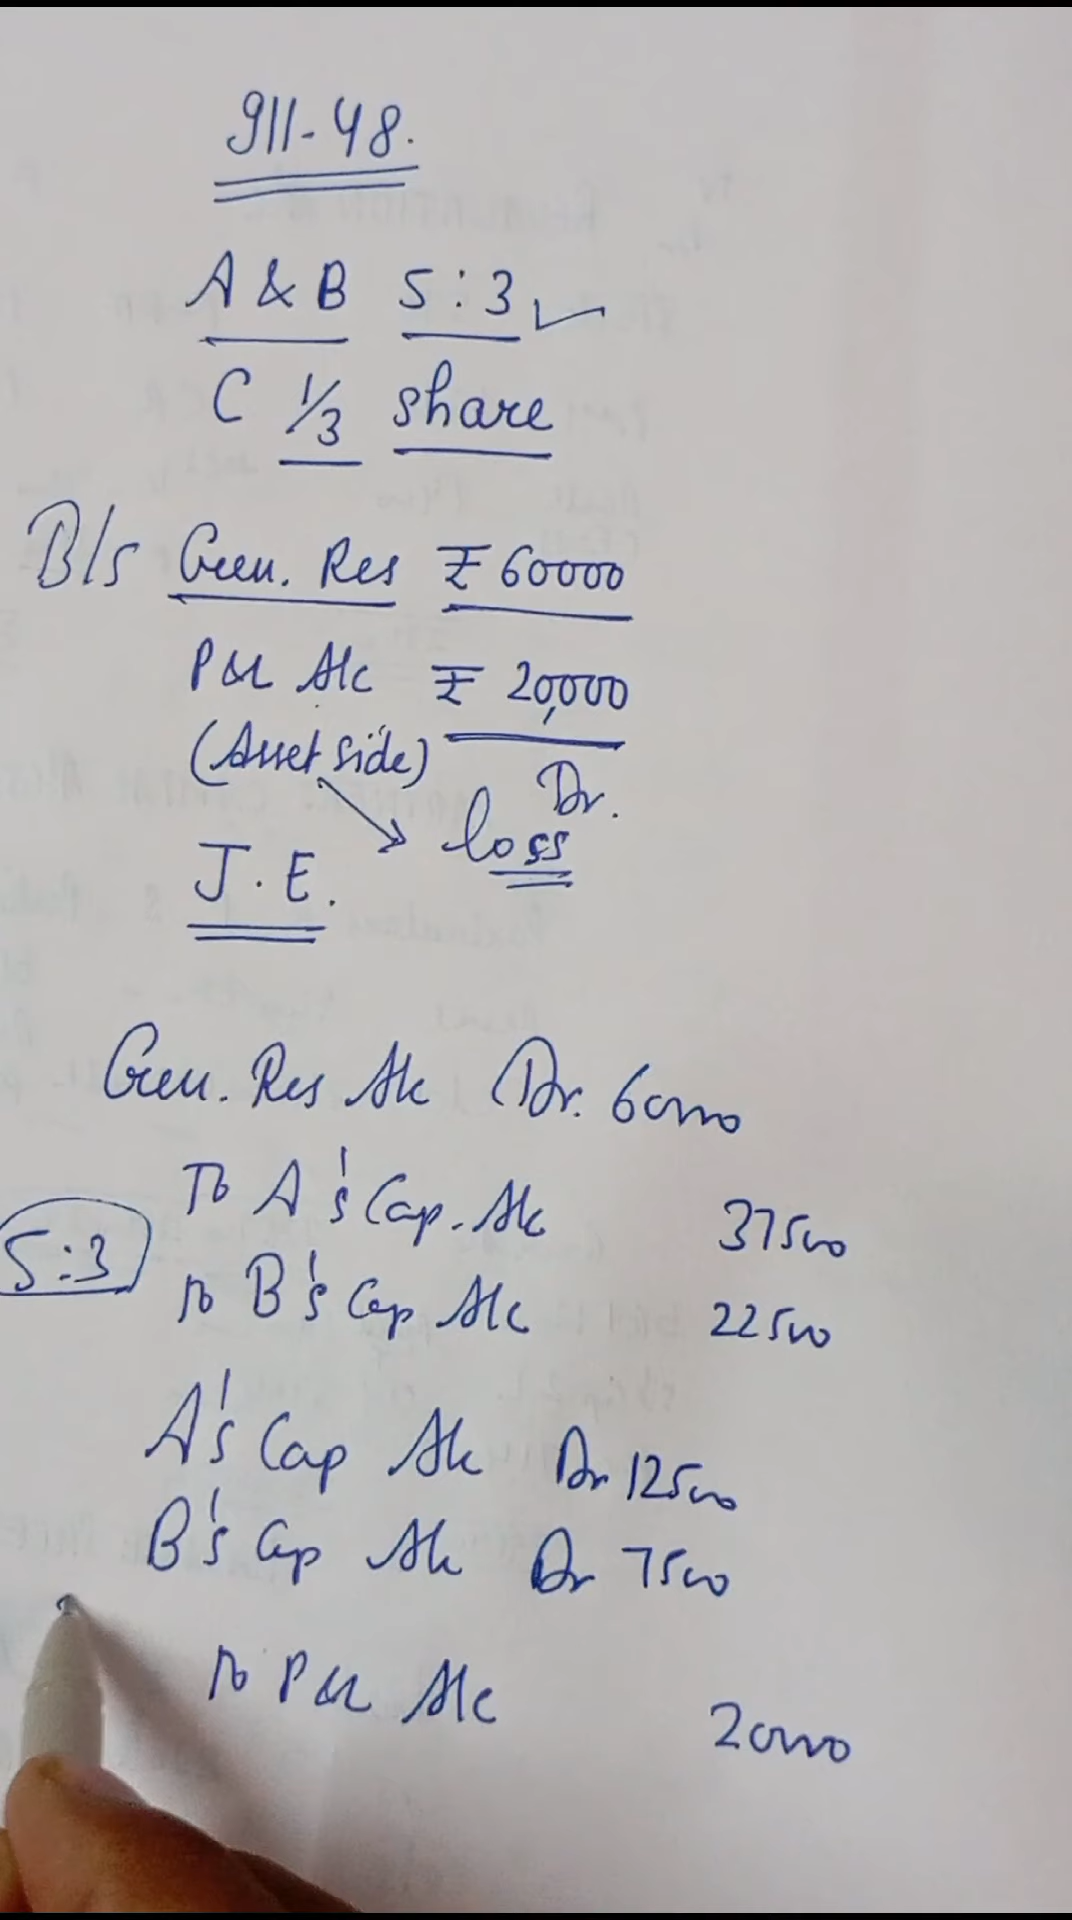 911-48.
A & B 5:3
C 1/3 share
B/s Gen. Res ₹ 60000
P&L A/c ₹ 20,000
(Asset side) Dr.
loss
J.E.
Gen. Res A/c Dr. 60000
To A's Cap. A/c 37500
5:3
To B's Cap A/c 22500
A's Cap A/c Dr 12500
B's Cap A/c Dr 7500
To P&L A/c 20000